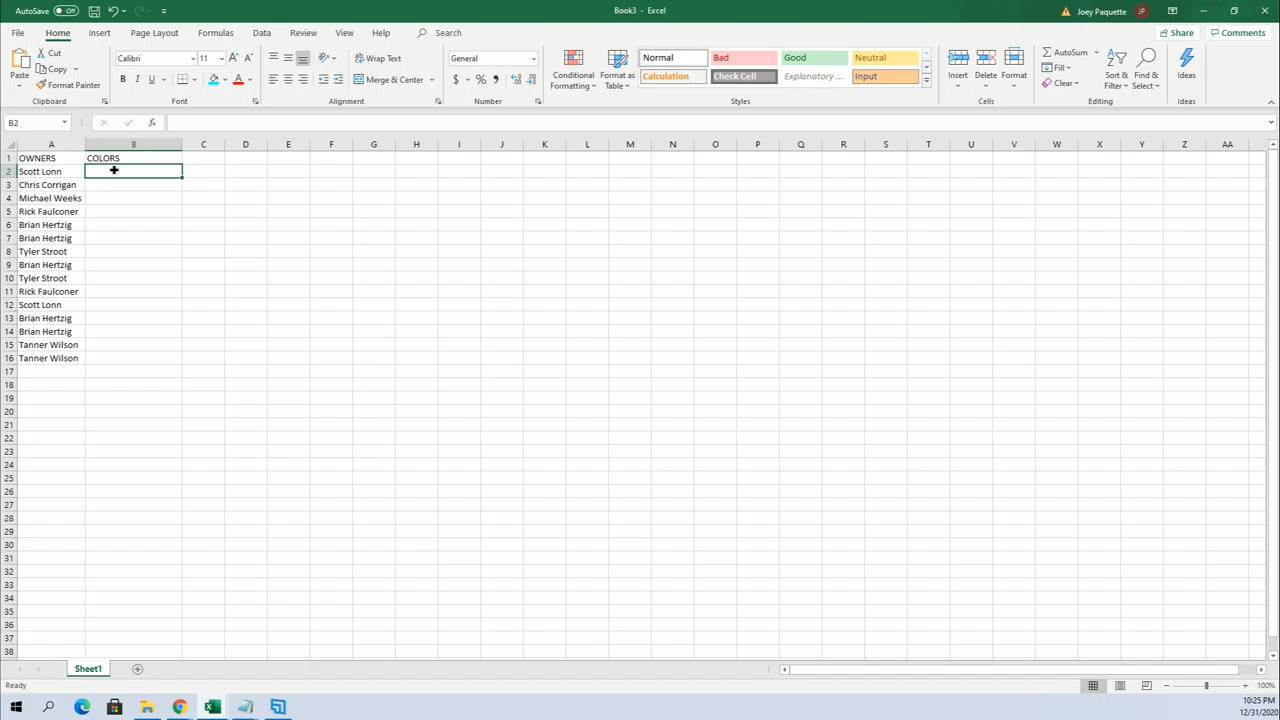 AutoSave Off Book3 - Excel Joey Paquette JP
File Home Insert Page Layout Formulas Data Review View Help Search Share Comments
Paste Cut Copy Format Painter Clipboard
Calibri 11 A A B I U A Font
Wrap Text Merge & Center Alignment
General $ % Number
Conditional Formatting Format as Table
Normal Bad Good Neutral
Calculation Check Cell Explanatory ... Input
Styles
Insert Delete Format Cells
AutoSum Fill Clear Sort & Filter Find & Select Editing
Ideas Ideas
B2 fx
A B C D E F G H I J K L M N O P Q R S T U V W X Y Z AA
1 OWNERS COLORS
2 Scott Lonn
3 Chris Corrigan
4 Michael Weeks
5 Rick Faulconer
6 Brian Hertzig
7 Brian Hertzig
8 Tyler Stroot
9 Brian Hertzig
10 Tyler Stroot
11 Rick Faulconer
12 Scott Lonn
13 Brian Hertzig
14 Brian Hertzig
15 Tanner Wilson
16 Tanner Wilson
17
18
19
20
21
22
23
24
25
26
27
28
29
30
31
32
33
34
35
36
37
38
Sheet1
Ready 100%
10:25 PM
12/31/2020